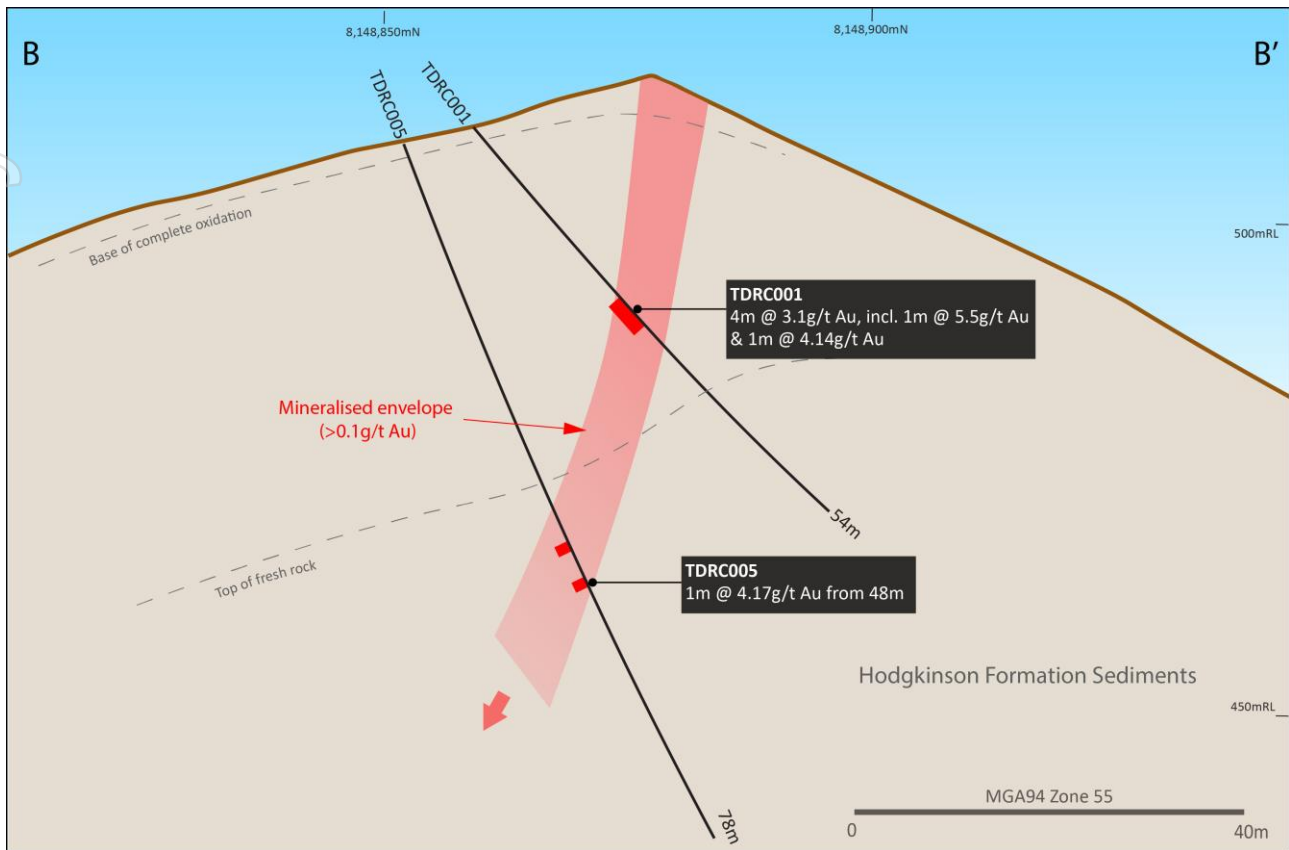 8,148,850mN
8,148,900mN
B
B'
TDRC005
TDRC001
Base of complete oxidation
500mRL
TDRC001
4m @ 3.1g/t Au, incl. 1m @ 5.5g/t Au
& 1m @ 4.14g/t Au
Mineralised envelope
(>0.1g/t Au)
54m
Top of fresh rock
TDRC005
1m @ 4.17g/t Au from 48m
Hodgkinson Formation Sediments
450mRL
MGA94 Zone 55
0
40m
78m